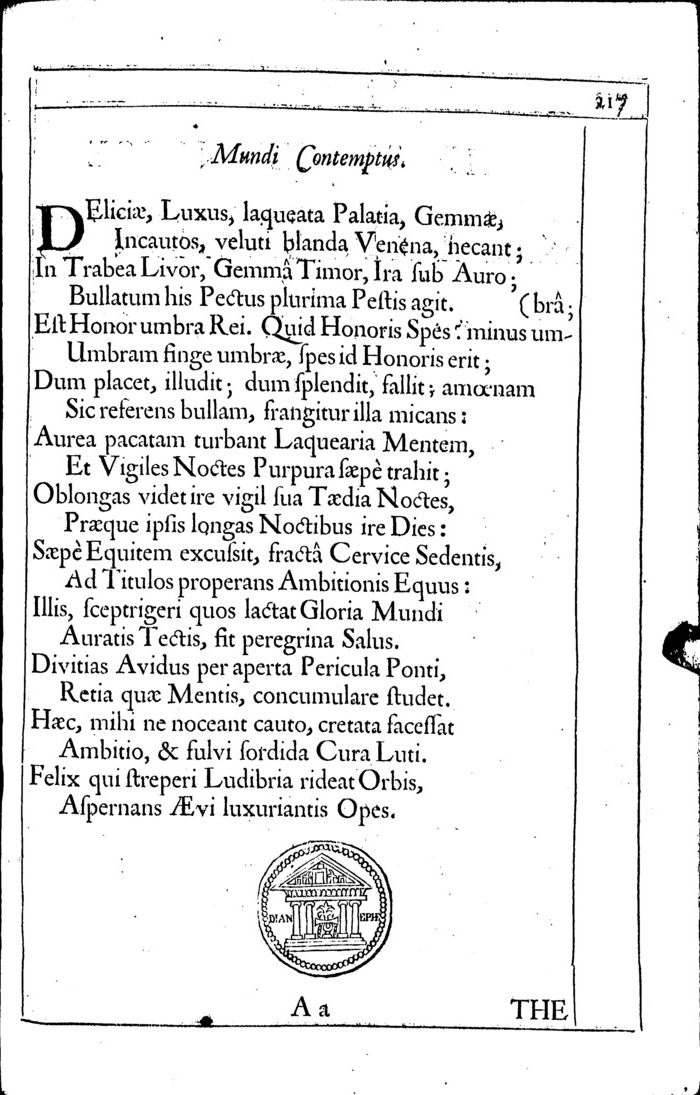 217
Mundi Contemptus.
DEliciæ, Luxus, laqueata Palatia, Gemmæ,
Incautos, veluti blanda Venena, necant;
In Trabea Livor, Gemmâ Timor, Ira ſub Auro;
Bullatum his Pectus plurima Peſtis agit. (brâ;
Eſt Honor umbra Rei. Quid Honoris Spes? minus um-
Umbram finge umbræ, ſpes id Honoris erit;
Dum placet, illudit; dum ſplendit, fallit; amœnam
Sic referens bullam, frangitur illa micans:
Aurea pacatam turbant Laquearia Mentem,
Et Vigiles Noctes Purpura ſæpè trahit;
Oblongas videt ire vigil ſua Tædia Noctes,
Præque ipſis longas Noctibus ire Dies:
Sæpè Equitem excuſsit, fractâ Cervice Sedentis,
Ad Titulos properans Ambitionis Equus:
Illis, ſceptrigeri quos lactat Gloria Mundi
Auratis Tectis, fit peregrina Salus.
Divitias Avidus per aperta Pericula Ponti,
Retia quæ Mentis, concumulare ſtudet.
Hæc, mihi ne noceant cauto, cretata faceſſat
Ambitio, & fulvi ſordida Cura Luti.
Felix qui ſtreperi Ludibria rideat Orbis,
Aſpernans Ævi luxuriantis Opes.
DIAN EPHE
A a THE